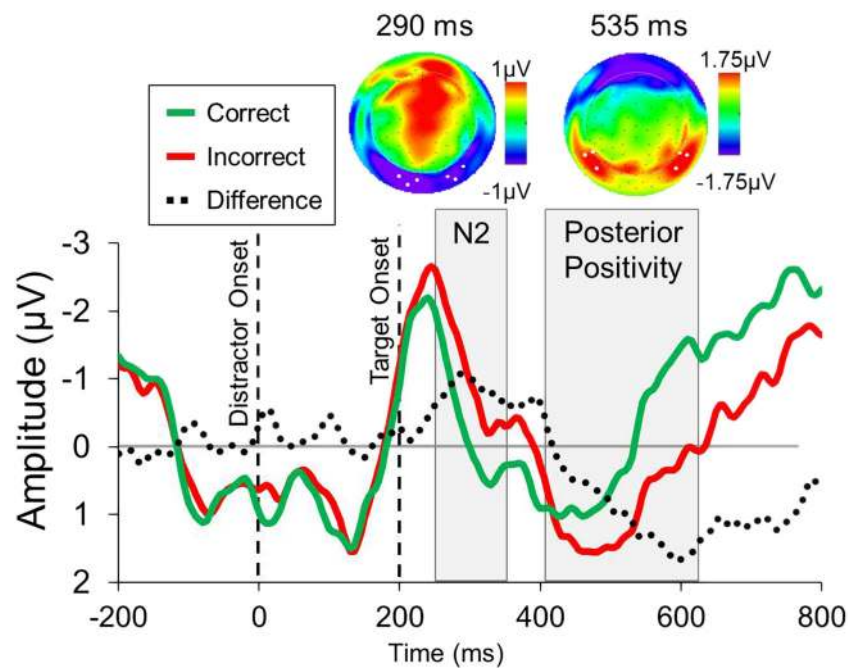 290 ms
535 ms
1µV
-1µV
1.75µV
-1.75µV
Correct
Incorrect
Difference
N2
Posterior
Positivity
Distractor Onset
Target Onset
Amplitude (µV)
-3
-2
-1
0
1
2
-200
0
200
400
600
800
Time (ms)